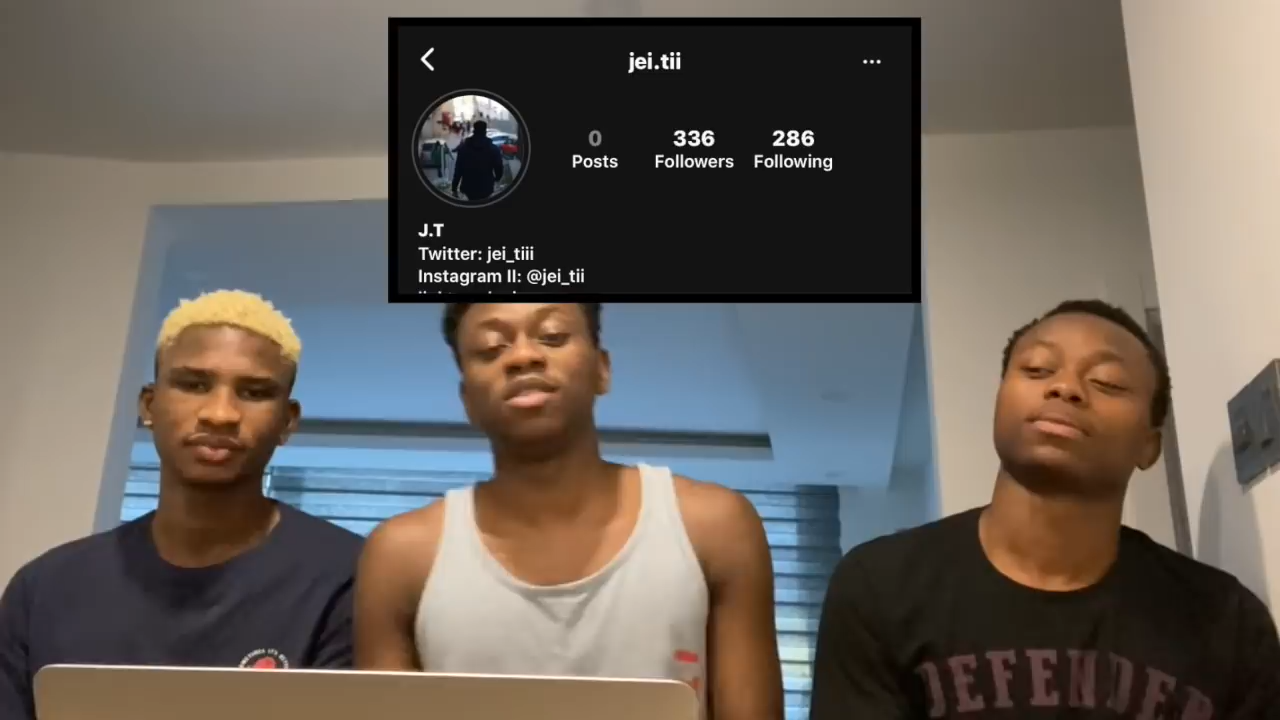 jei.tii
0 336 286
Posts Followers Following
J.T
Twitter: jei_tiii
Instagram II: @jei_tii
DEFENDER